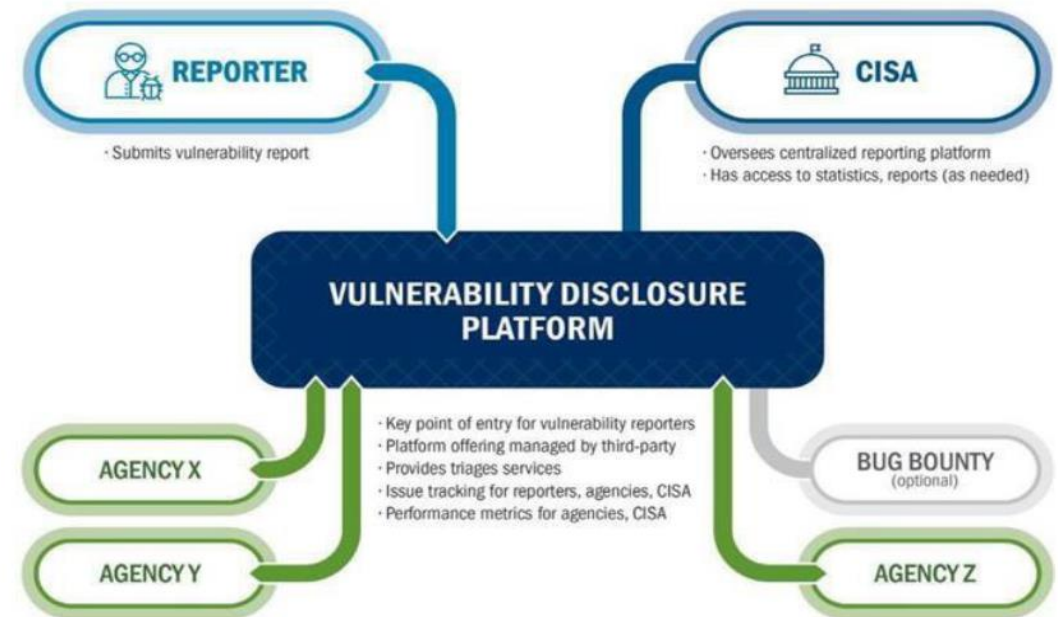 REPORTER
· Submits vulnerability report
CISA
· Oversees centralized reporting platform
· Has access to statistics, reports (as needed)
VULNERABILITY DISCLOSURE
PLATFORM
· Key point of entry for vulnerability reporters
· Platform offering managed by third-party
· Provides triages services
· Issue tracking for reporters, agencies, CISA
· Performance metrics for agencies, CISA
AGENCY X
AGENCY Y
BUG BOUNTY
(optional)
AGENCY Z